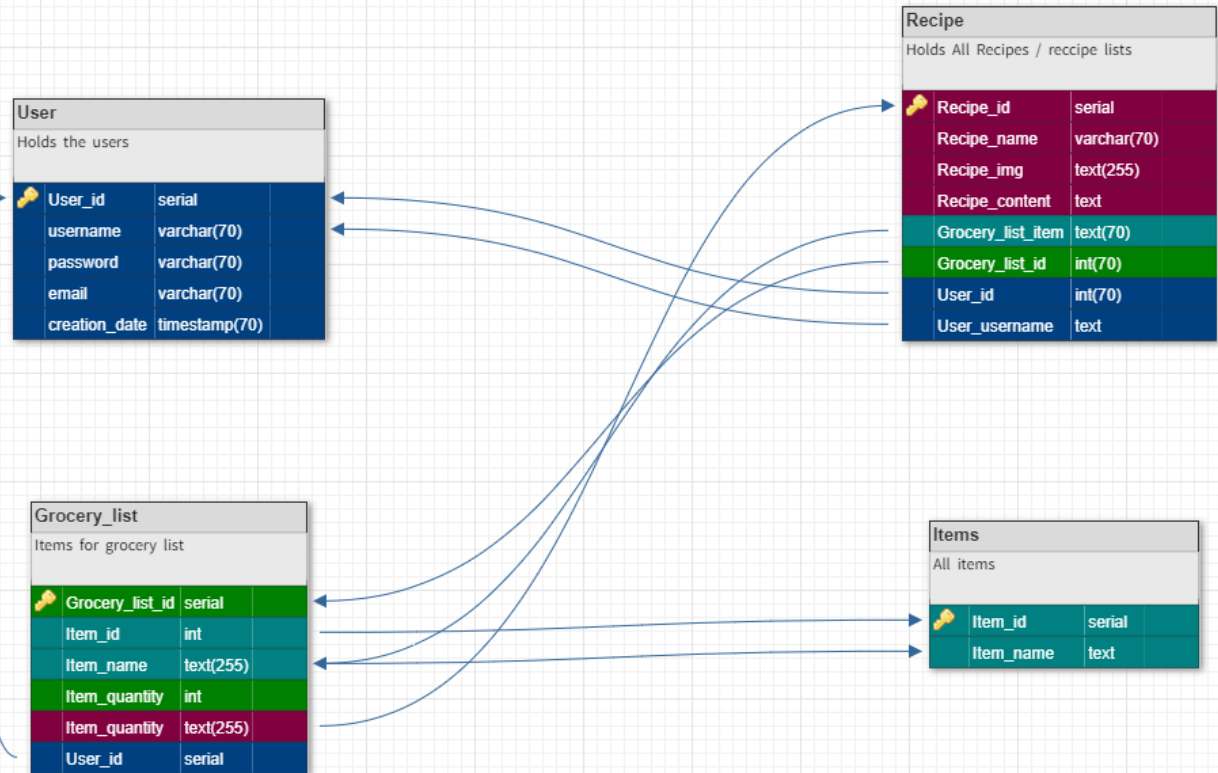 User
Holds the users
User_id serial
username varchar(70)
password varchar(70)
email varchar(70)
creation_date timestamp(70)
Recipe
Holds All Recipes / reccipe lists
Recipe_id serial
Recipe_name varchar(70)
Recipe_img text(255)
Recipe_content text
Grocery_list_item text(70)
Grocery_list_id int(70)
User_id int(70)
User_username text
Grocery_list
Items for grocery list
Grocery_list_id serial
Item_id int
Item_name text(255)
Item_quantity int
Item_quantity text(255)
User_id serial
Items
All items
Item_id serial
Item_name text